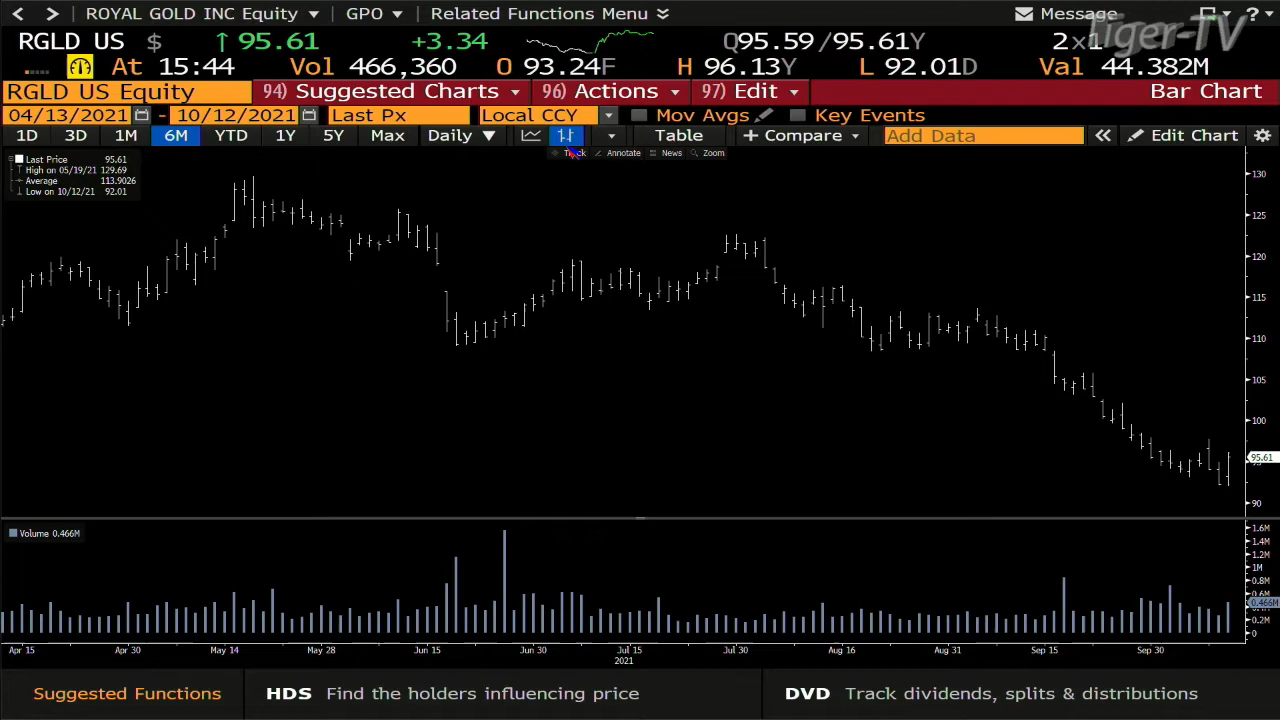 ROYAL GOLD INC Equity GPO Related Functions Menu Message ?
Tiger-TV
RGLD US $ ↑95.61 +3.34 Q95.59/95.61Y 2x1
At 15:44 Vol 466,360 O 93.24F H 96.13Y L 92.01D Val 44.382M
RGLD US Equity 94) Suggested Charts 96) Actions 97) Edit Bar Chart
04/13/2021 - 10/12/2021 Last Px Local CCY Mov Avgs Key Events
1D 3D 1M 6M YTD 1Y 5Y Max Daily ▼ Table + Compare Add Data « Edit Chart
Annotate News Zoom
Last Price 95.61
High on 05/19/21 129.69
Average 113.9026
Low on 10/12/21 92.01
130
125
120
115
110
105
100
95.61
90
Volume 0.466M
1.6M
1.4M
1.2M
1M
0.8M
0.6M
0.466M
0.2M
0
Apr 15 Apr 30 May 14 May 28 Jun 15 Jun 30 Jul 15 Jul 30 Aug 16 Aug 31 Sep 15 Sep 30
2021
Suggested Functions HDS Find the holders influencing price DVD Track dividends, splits & distributions